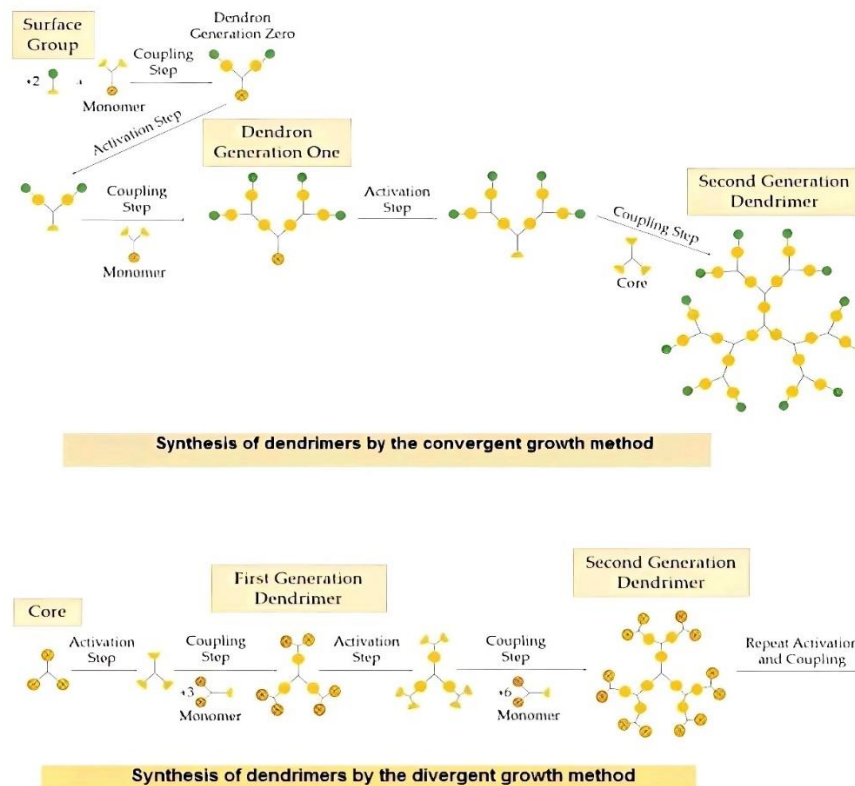 Surface
Group
Coupling
Step
Dendron
Generation Zero
+2
+
Monomer
Activation Step
Dendron
Generation One
Coupling
Step
Monomer
Activation
Step
Coupling Step
Core
Second Generation
Dendrimer
Synthesis of dendrimers by the convergent growth method
Core
Activation
Step
Coupling
Step
+3
Monomer
First Generation
Dendrimer
Activation
Step
Coupling
Step
+6
Monomer
Second Generation
Dendrimer
Repeat Activation
and Coupling
Synthesis of dendrimers by the divergent growth method